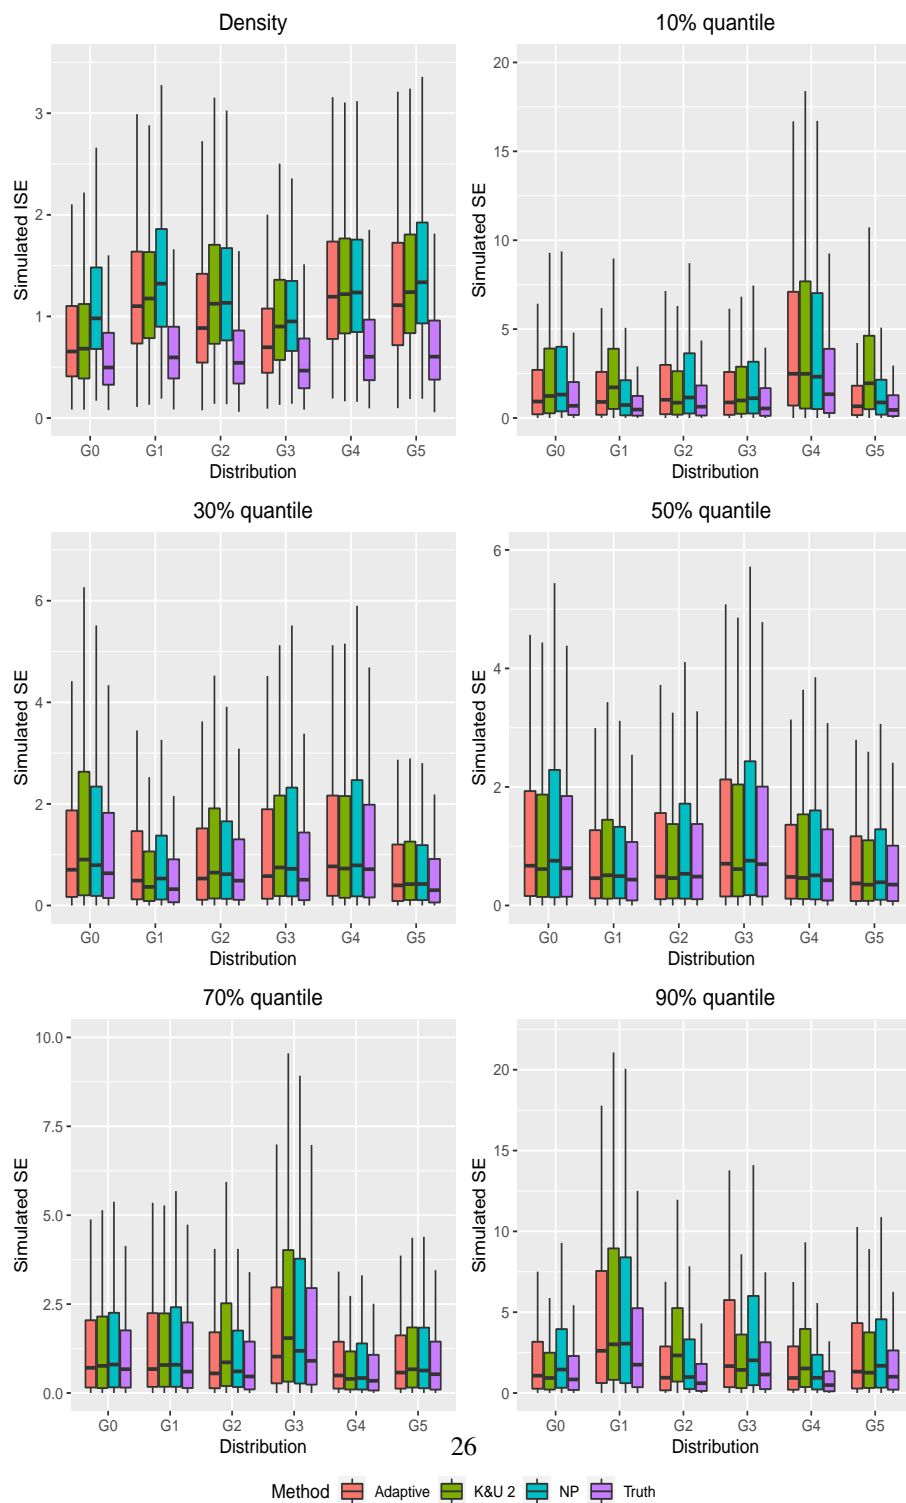 Density
10% quantile
Simulated ISE
3
2
1
0
G0 G1 G2 G3 G4 G5
Distribution
Simulated SE
20
15
10
5
0
G0 G1 G2 G3 G4 G5
Distribution
30% quantile
50% quantile
Simulated SE
6
4
2
0
G0 G1 G2 G3 G4 G5
Distribution
Simulated SE
6
4
2
0
G0 G1 G2 G3 G4 G5
Distribution
70% quantile
90% quantile
Simulated SE
10.0
7.5
5.0
2.5
0.0
G0 G1 G2 G3 G4 G5
Distribution
Simulated SE
20
15
10
5
0
G0 G1 G2 G3 G4 G5
Distribution
26
Method Adaptive K&U 2 NP Truth